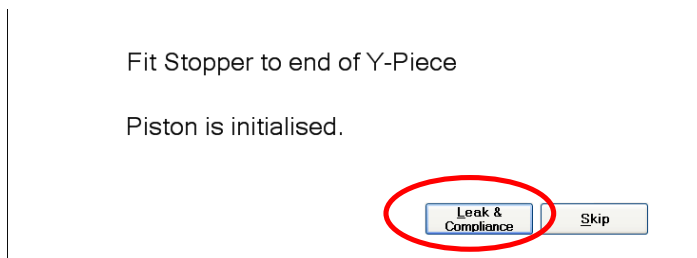 Fit Stopper to end of Y-Piece
Piston is initialised.
Leak &
Compliance
Skip